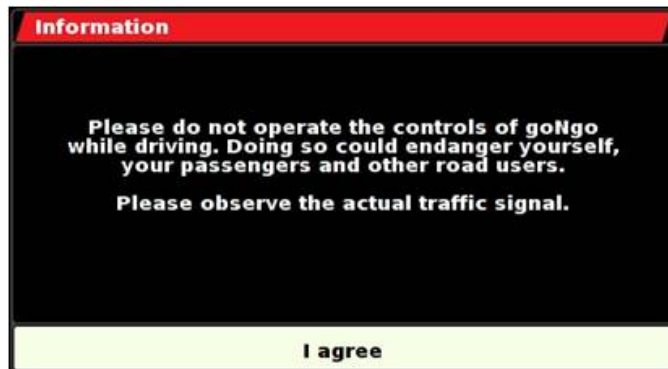 Information
Please do not operate the controls of goNgo
while driving. Doing so could endanger yourself,
your passengers and other road users.
Please observe the actual traffic signal.
I agree